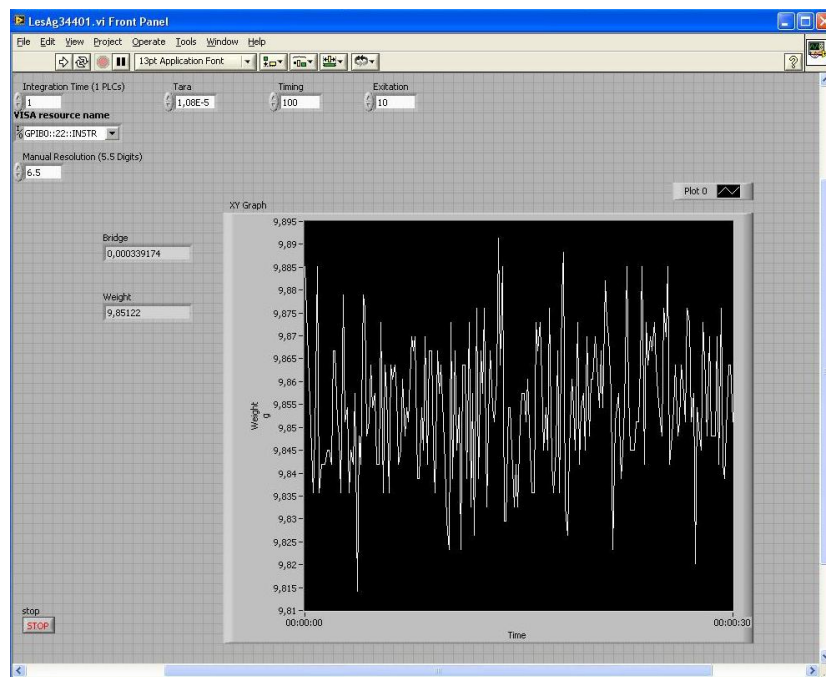 LesAg34401.vi Front Panel
File Edit View Project Operate Tools Window Help
13pt Application Font
Integration Time (1 PLCs) Tara Timing Exitation
1 1,08E-5 100 10
VISA resource name
GPIB0::22::INSTR
Manual Resolution (5.5 Digits)
6.5
Plot 0
XY Graph
Bridge
0,000339174
Weight
9,85122
9,895
9,89
9,885
9,88
9,875
9,87
9,865
9,86
9,855
9,85
9,845
9,84
9,835
9,83
9,825
9,82
9,815
9,81
Weight
g
00:00:00 00:00:30
Time
stop
STOP